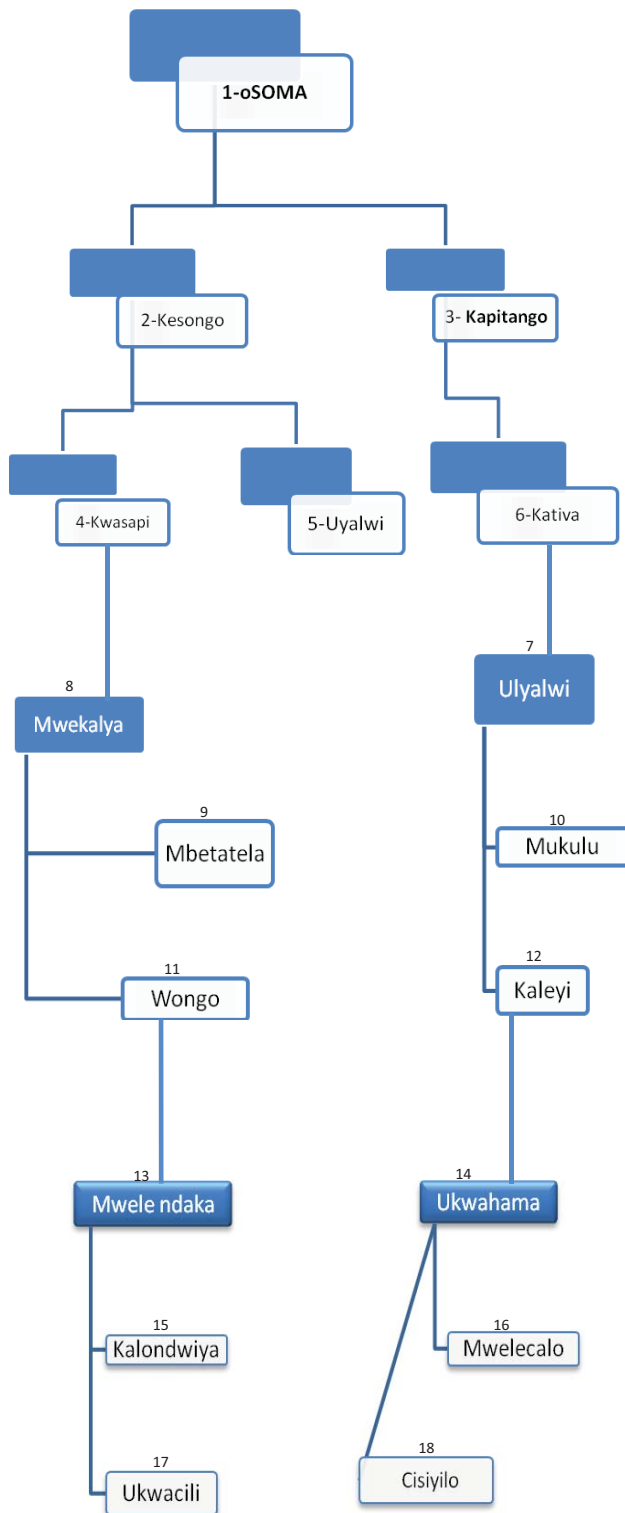 1-oSOMA
2-Kesongo
3- Kapitango
4-Kwasapi
5-Uyalwi
6-Kativa
7
Ulyalwi
8
Mwekalya
9
Mbetatela
10
Mukulu
11
Wongo
12
Kaleyi
13
Mwele ndaka
14
Ukwahama
15
Kalondwiya
16
Mwelecalo
17
Ukwacili
18
Cisiyilo